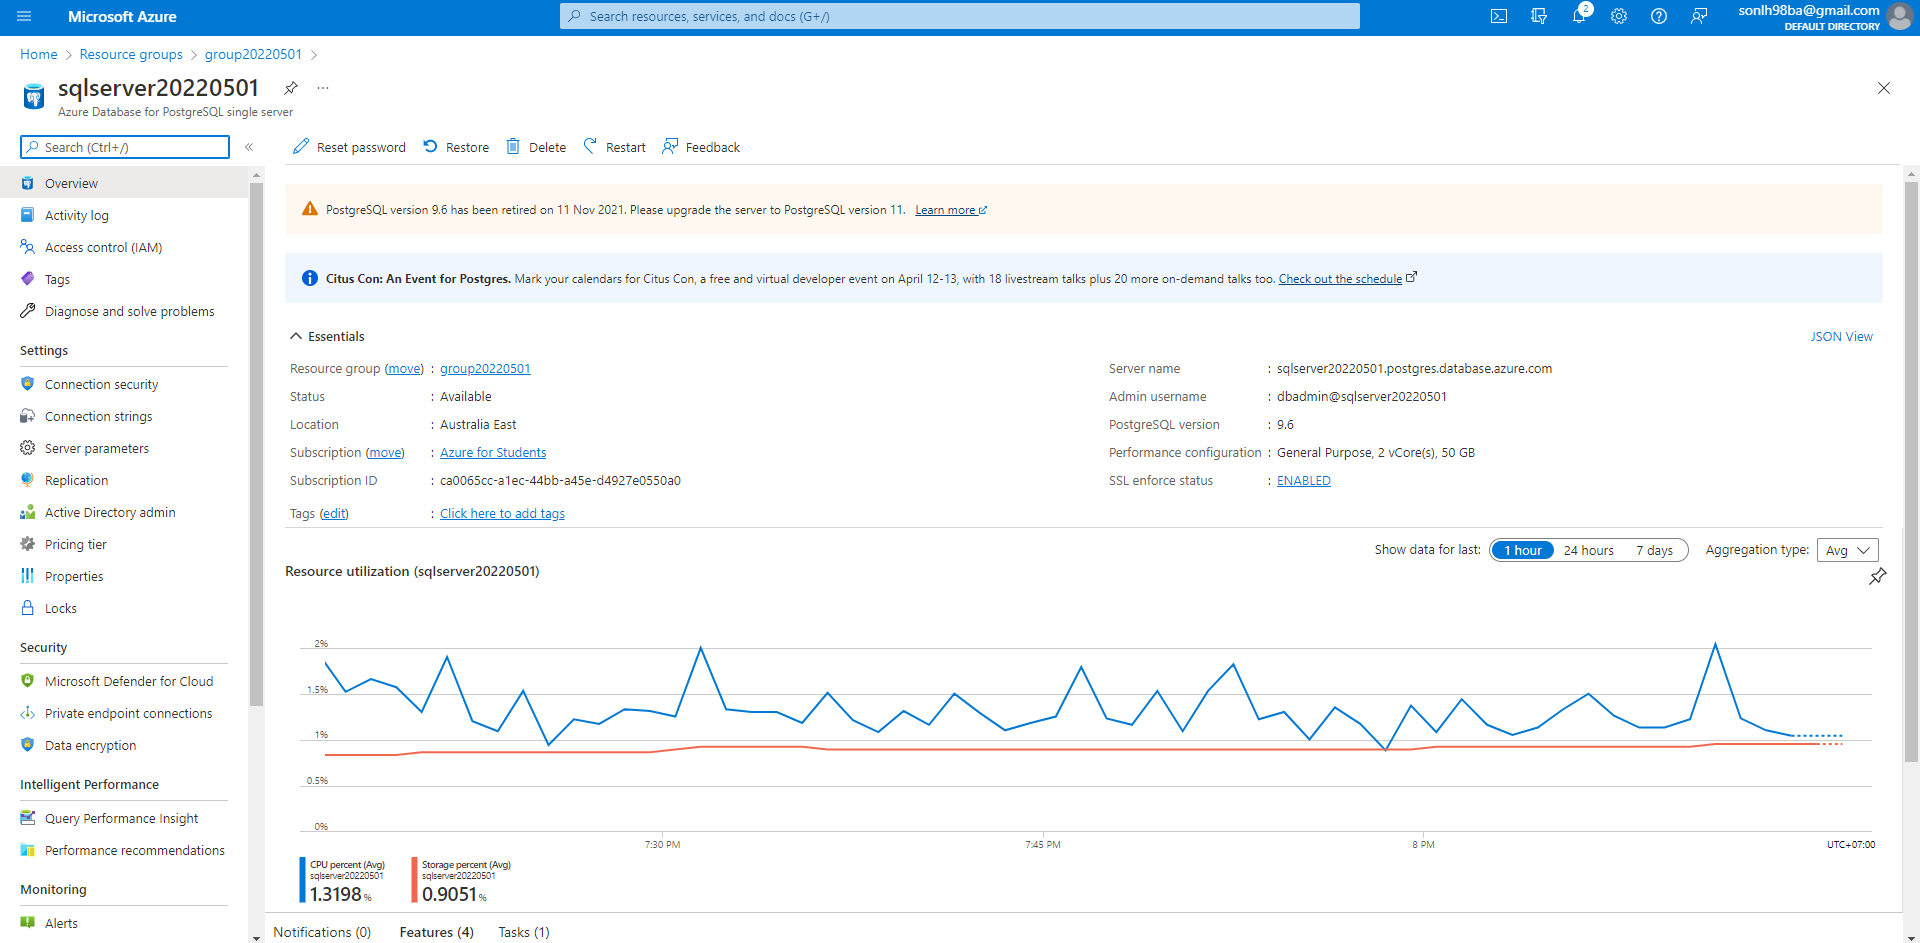 Microsoft Azure
Search resources, services, and docs (G+/)
2
sonlh98ba@gmail.com
DEFAULT DIRECTORY
Home > Resource groups > group20220501 >
sqlserver20220501
Azure Database for PostgreSQL single server
Search (Ctrl+/)
«
Reset password Restore Delete Restart Feedback
Overview
Activity log
Access control (IAM)
Tags
Diagnose and solve problems
Settings
Connection security
Connection strings
Server parameters
Replication
Active Directory admin
Pricing tier
Properties
Locks
Security
Microsoft Defender for Cloud
Private endpoint connections
Data encryption
Intelligent Performance
Query Performance Insight
Performance recommendations
Monitoring
Alerts
PostgreSQL version 9.6 has been retired on 11 Nov 2021. Please upgrade the server to PostgreSQL version 11. Learn more
Citus Con: An Event for Postgres. Mark your calendars for Citus Con, a free and virtual developer event on April 12-13, with 18 livestream talks plus 20 more on-demand talks too. Check out the schedule
Essentials
JSON View
Resource group (move) : group20220501
Status : Available
Location : Australia East
Subscription (move) : Azure for Students
Subscription ID : ca0065cc-a1ec-44bb-a45e-d4927e0550a0
Tags (edit) : Click here to add tags
Server name : sqlserver20220501.postgres.database.azure.com
Admin username : dbadmin@sqlserver20220501
PostgreSQL version : 9.6
Performance configuration : General Purpose, 2 vCore(s), 50 GB
SSL enforce status : ENABLED
Show data for last: 1 hour 24 hours 7 days Aggregation type: Avg
Resource utilization (sqlserver20220501)
2%
1.5%
1%
0.5%
0%
7:30 PM 7:45 PM 8 PM UTC+07:00
CPU percent (Avg)
sqlserver20220501
1.3198 %
Storage percent (Avg)
sqlserver20220501
0.9051 %
Notifications (0) Features (4) Tasks (1)